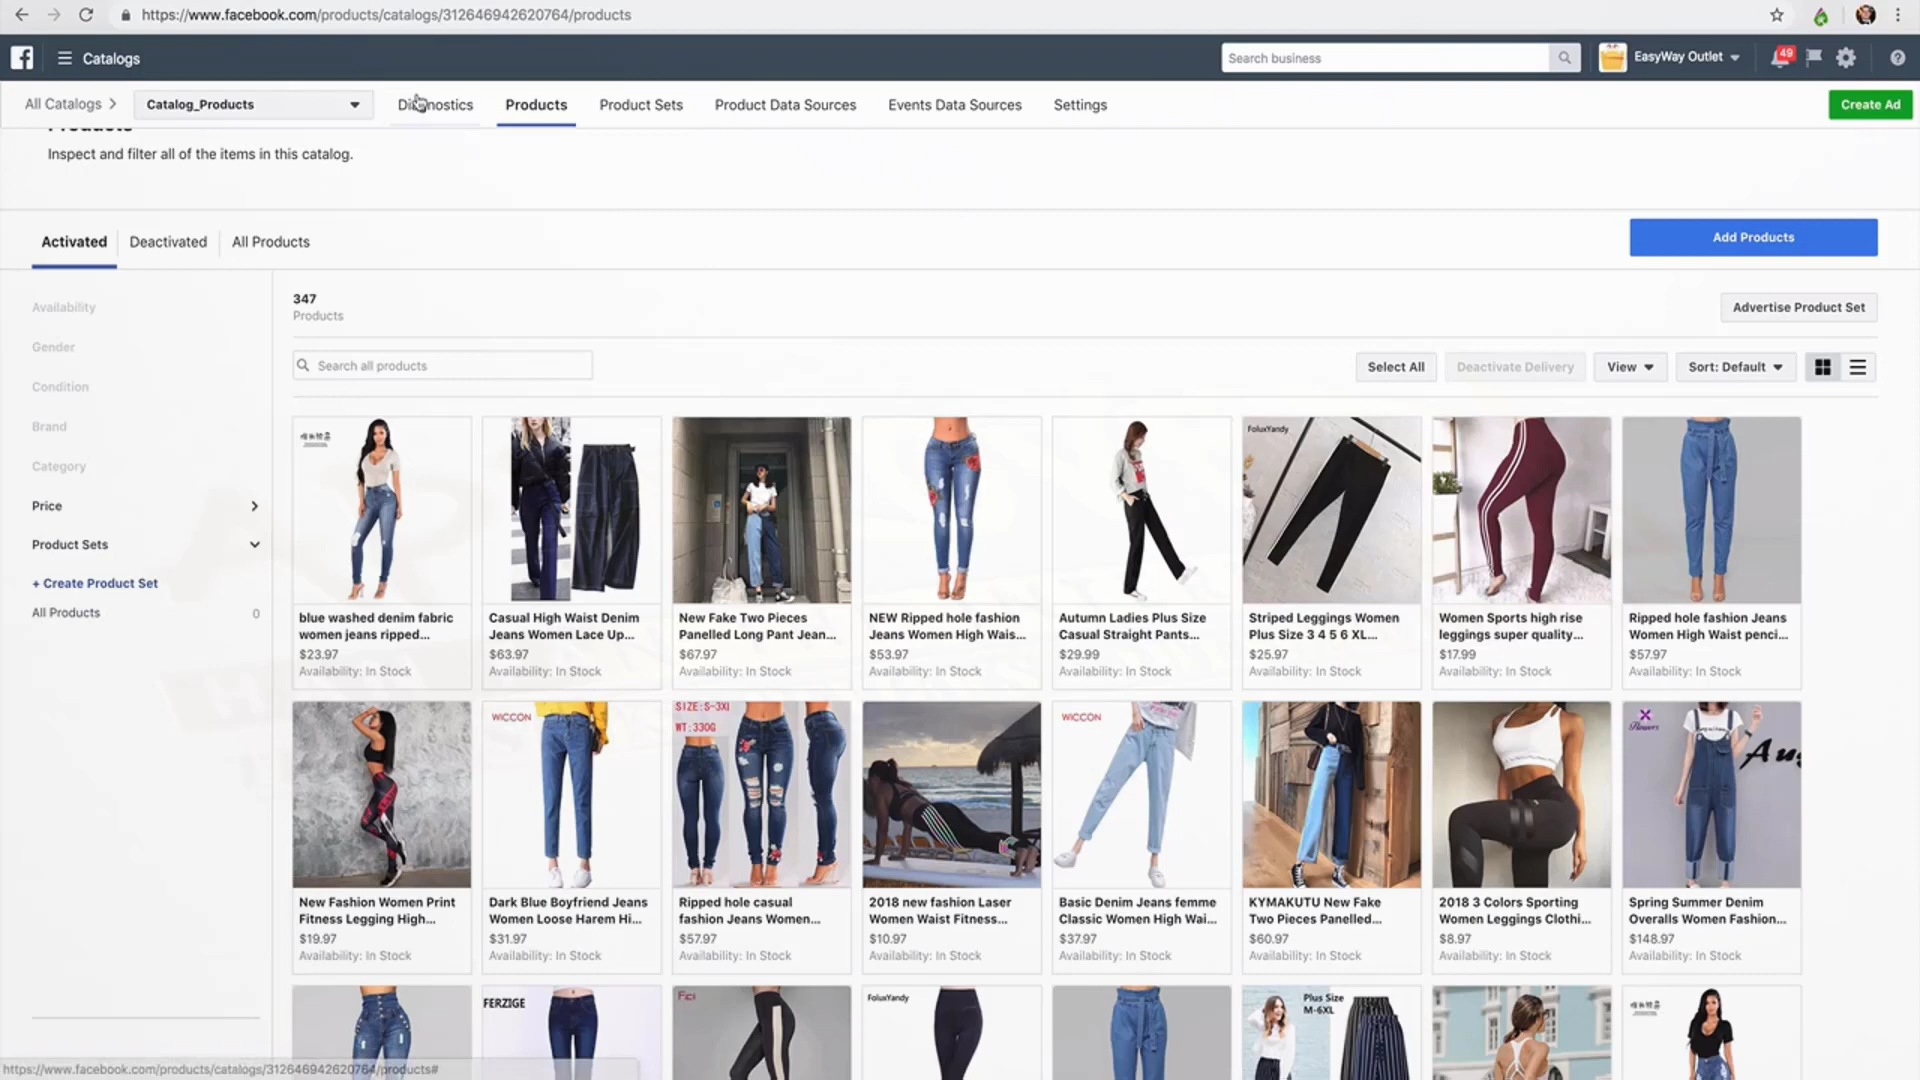 https://www.facebook.com/products/catalogs/312646942620764/products
Catalogs
Search business
EasyWay Outlet
49
All Catalogs
Catalog_Products
Diagnostics
Products
Product Sets
Product Data Sources
Events Data Sources
Settings
Create Ad
Products
Inspect and filter all of the items in this catalog.
Activated
Deactivated
All Products
Add Products
Availability
Gender
Condition
Brand
Category
Price
Product Sets
+ Create Product Set
All Products 0
347
Products
Advertise Product Set
Search all products
Select All
Deactivate Delivery
View
Sort: Default
FoluxYandy
blue washed denim fabric
women jeans ripped...
$23.97
Availability: In Stock
Casual High Waist Denim
Jeans Women Lace Up...
$63.97
Availability: In Stock
New Fake Two Pieces
Panelled Long Pant Jean...
$67.97
Availability: In Stock
NEW Ripped hole fashion
Jeans Women High Wais...
$53.97
Availability: In Stock
Autumn Ladies Plus Size
Casual Straight Pants...
$29.99
Availability: In Stock
Striped Leggings Women
Plus Size 3 4 5 6 XL...
$25.97
Availability: In Stock
Women Sports high rise
leggings super quality...
$17.99
Availability: In Stock
Ripped hole fashion Jeans
Women High Waist penci...
$57.97
Availability: In Stock
WICCON
SIZE:S-3Xl
WT:330G
WICCON
Flowers
New Fashion Women Print
Fitness Legging High...
$19.97
Availability: In Stock
Dark Blue Boyfriend Jeans
Women Loose Harem Hi...
$31.97
Availability: In Stock
Ripped hole casual
fashion Jeans Women...
$57.97
Availability: In Stock
2018 new fashion Laser
Women Waist Fitness...
$10.97
Availability: In Stock
Basic Denim Jeans femme
Classic Women High Wai...
$37.97
Availability: In Stock
KYMAKUTU New Fake
Two Pieces Panelled...
$60.97
Availability: In Stock
2018 3 Colors Sporting
Women Leggings Clothi...
$8.97
Availability: In Stock
Spring Summer Denim
Overalls Women Fashion...
$148.97
Availability: In Stock
FERZIGE
FoluxYandy
Plus Size
M-6XL
https://www.facebook.com/products/catalogs/312646942620764/products#